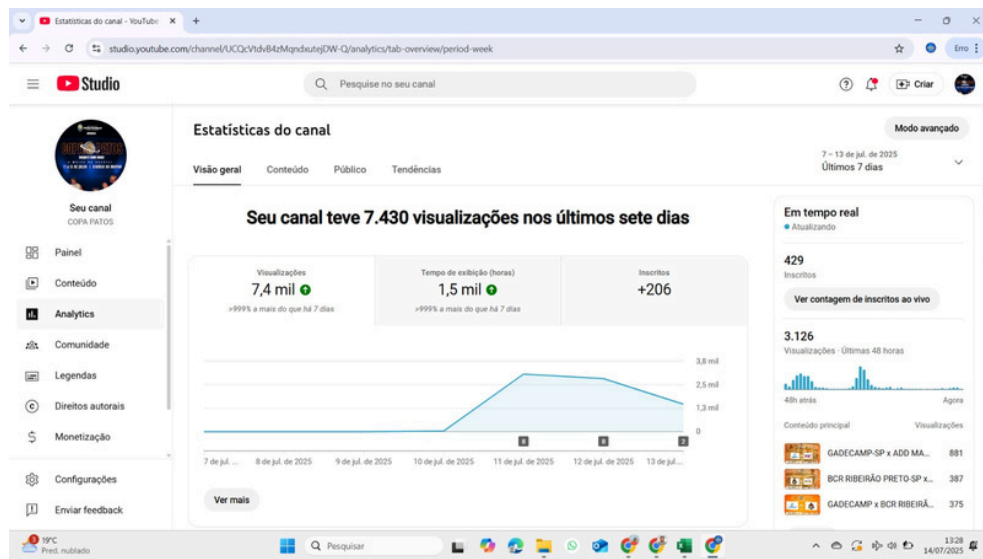 Estatísticas do canal - YouTube
studio.youtube.com/channel/UCQcVtdvB4zMqndxutejDW-Q/analytics/tab-overview/period-week
Erro
Studio
Pesquise no seu canal
Criar
COPA PATOS
Seu canal
COPA PATOS
Painel
Conteúdo
Analytics
Comunidade
Legendas
Direitos autorais
Monetização
Configurações
Enviar feedback
Estatísticas do canal
Modo avançado
Visão geral Conteúdo Público Tendências
7 – 13 de jul. de 2025
Últimos 7 dias
Seu canal teve 7.430 visualizações nos últimos sete dias
Visualizações
7,4 mil
>999% a mais do que há 7 dias
Tempo de exibição (horas)
1,5 mil
>999% a mais do que há 7 dias
Inscritos
+206
3,8 mil
2,5 mil
1,3 mil
0
8 8 2
7 de jul. ... 8 de jul. de 2025 9 de jul. de 2025 10 de jul. de 2025 11 de jul. de 2025 12 de jul. de 2025 13 de jul....
Ver mais
Em tempo real
Atualizando
429
Inscritos
Ver contagem de inscritos ao vivo
3.126
Visualizações · Últimas 48 horas
48h atrás Agora
Conteúdo principal Visualizações
GADECAMP-SP x ADD MA... 881
BCR RIBEIRÃO PRETO-SP x... 387
GADECAMP x BCR RIBEIRÃ... 375
19°C
Pred. nublado
Pesquisar
13:28
14/07/2025